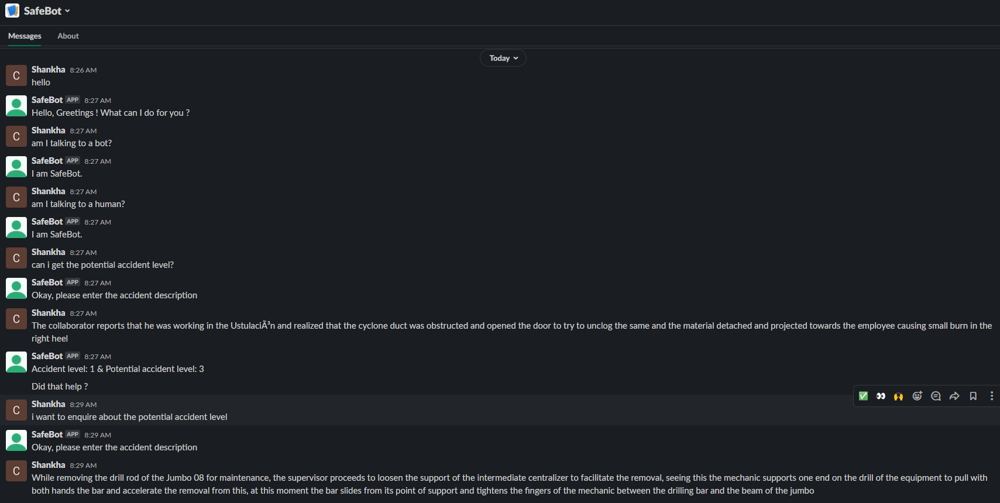 SafeBot
Messages About
Today
Shankha 8:26 AM
C
hello
SafeBot APP 8:27 AM
Hello, Greetings ! What can I do for you ?
Shankha 8:27 AM
C
am I talking to a bot?
SafeBot APP 8:27 AM
I am SafeBot.
Shankha 8:27 AM
C
am I talking to a human?
SafeBot APP 8:27 AM
I am SafeBot.
Shankha 8:27 AM
C
can i get the potential accident level?
SafeBot APP 8:27 AM
Okay, please enter the accident description
Shankha 8:27 AM
C
The collaborator reports that he was working in the UstulaciÃ³n and realized that the cyclone duct was obstructed and opened the door to try to unclog the same and the material detached and projected towards the employee causing small burn in the
right heel
SafeBot APP 8:27 AM
Accident level: 1 & Potential accident level: 3
Did that help ?
Shankha 8:29 AM
C
i want to enquire about the potential accident level
SafeBot APP 8:29 AM
Okay, please enter the accident description
Shankha 8:29 AM
C
While removing the drill rod of the Jumbo 08 for maintenance, the supervisor proceeds to loosen the support of the intermediate centralizer to facilitate the removal, seeing this the mechanic supports one end on the drill of the equipment to pull with
both hands the bar and accelerate the removal from this, at this moment the bar slides from its point of support and tightens the fingers of the mechanic between the drilling bar and the beam of the jumbo